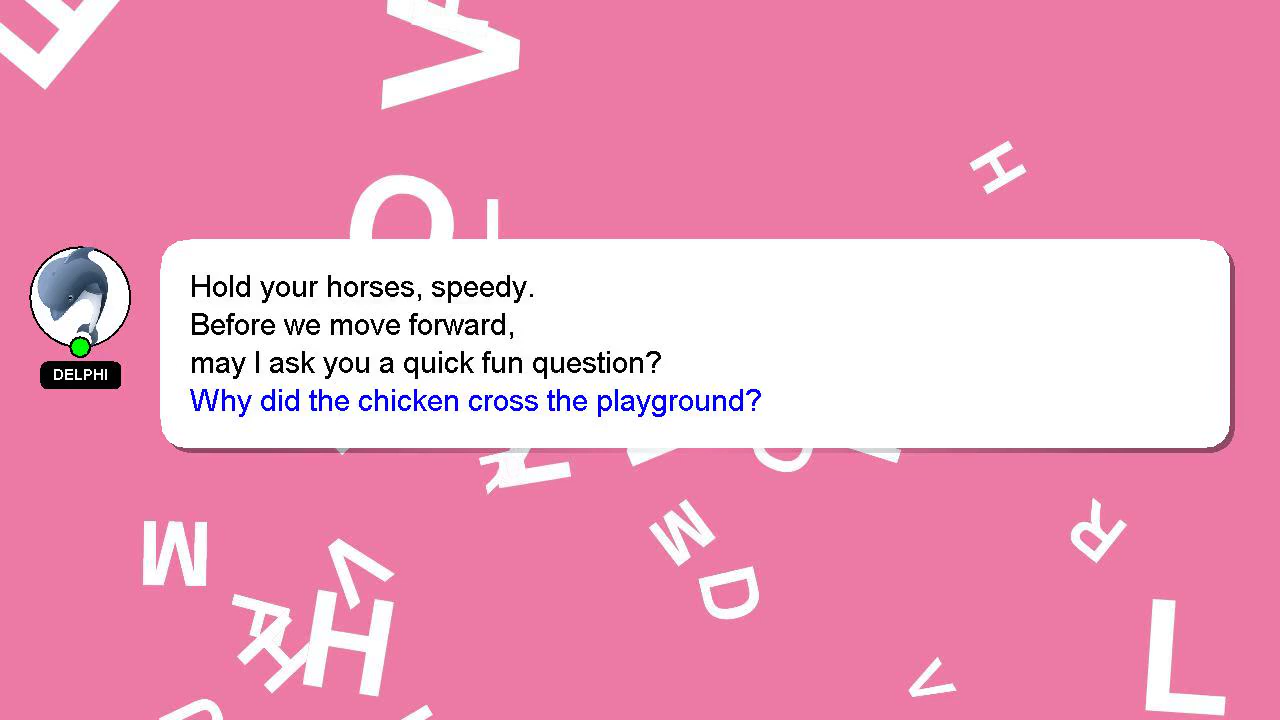 Hold your horses, speedy.
Before we move forward,
may I ask you a quick fun question?
Why did the chicken cross the playground?
DELPHI